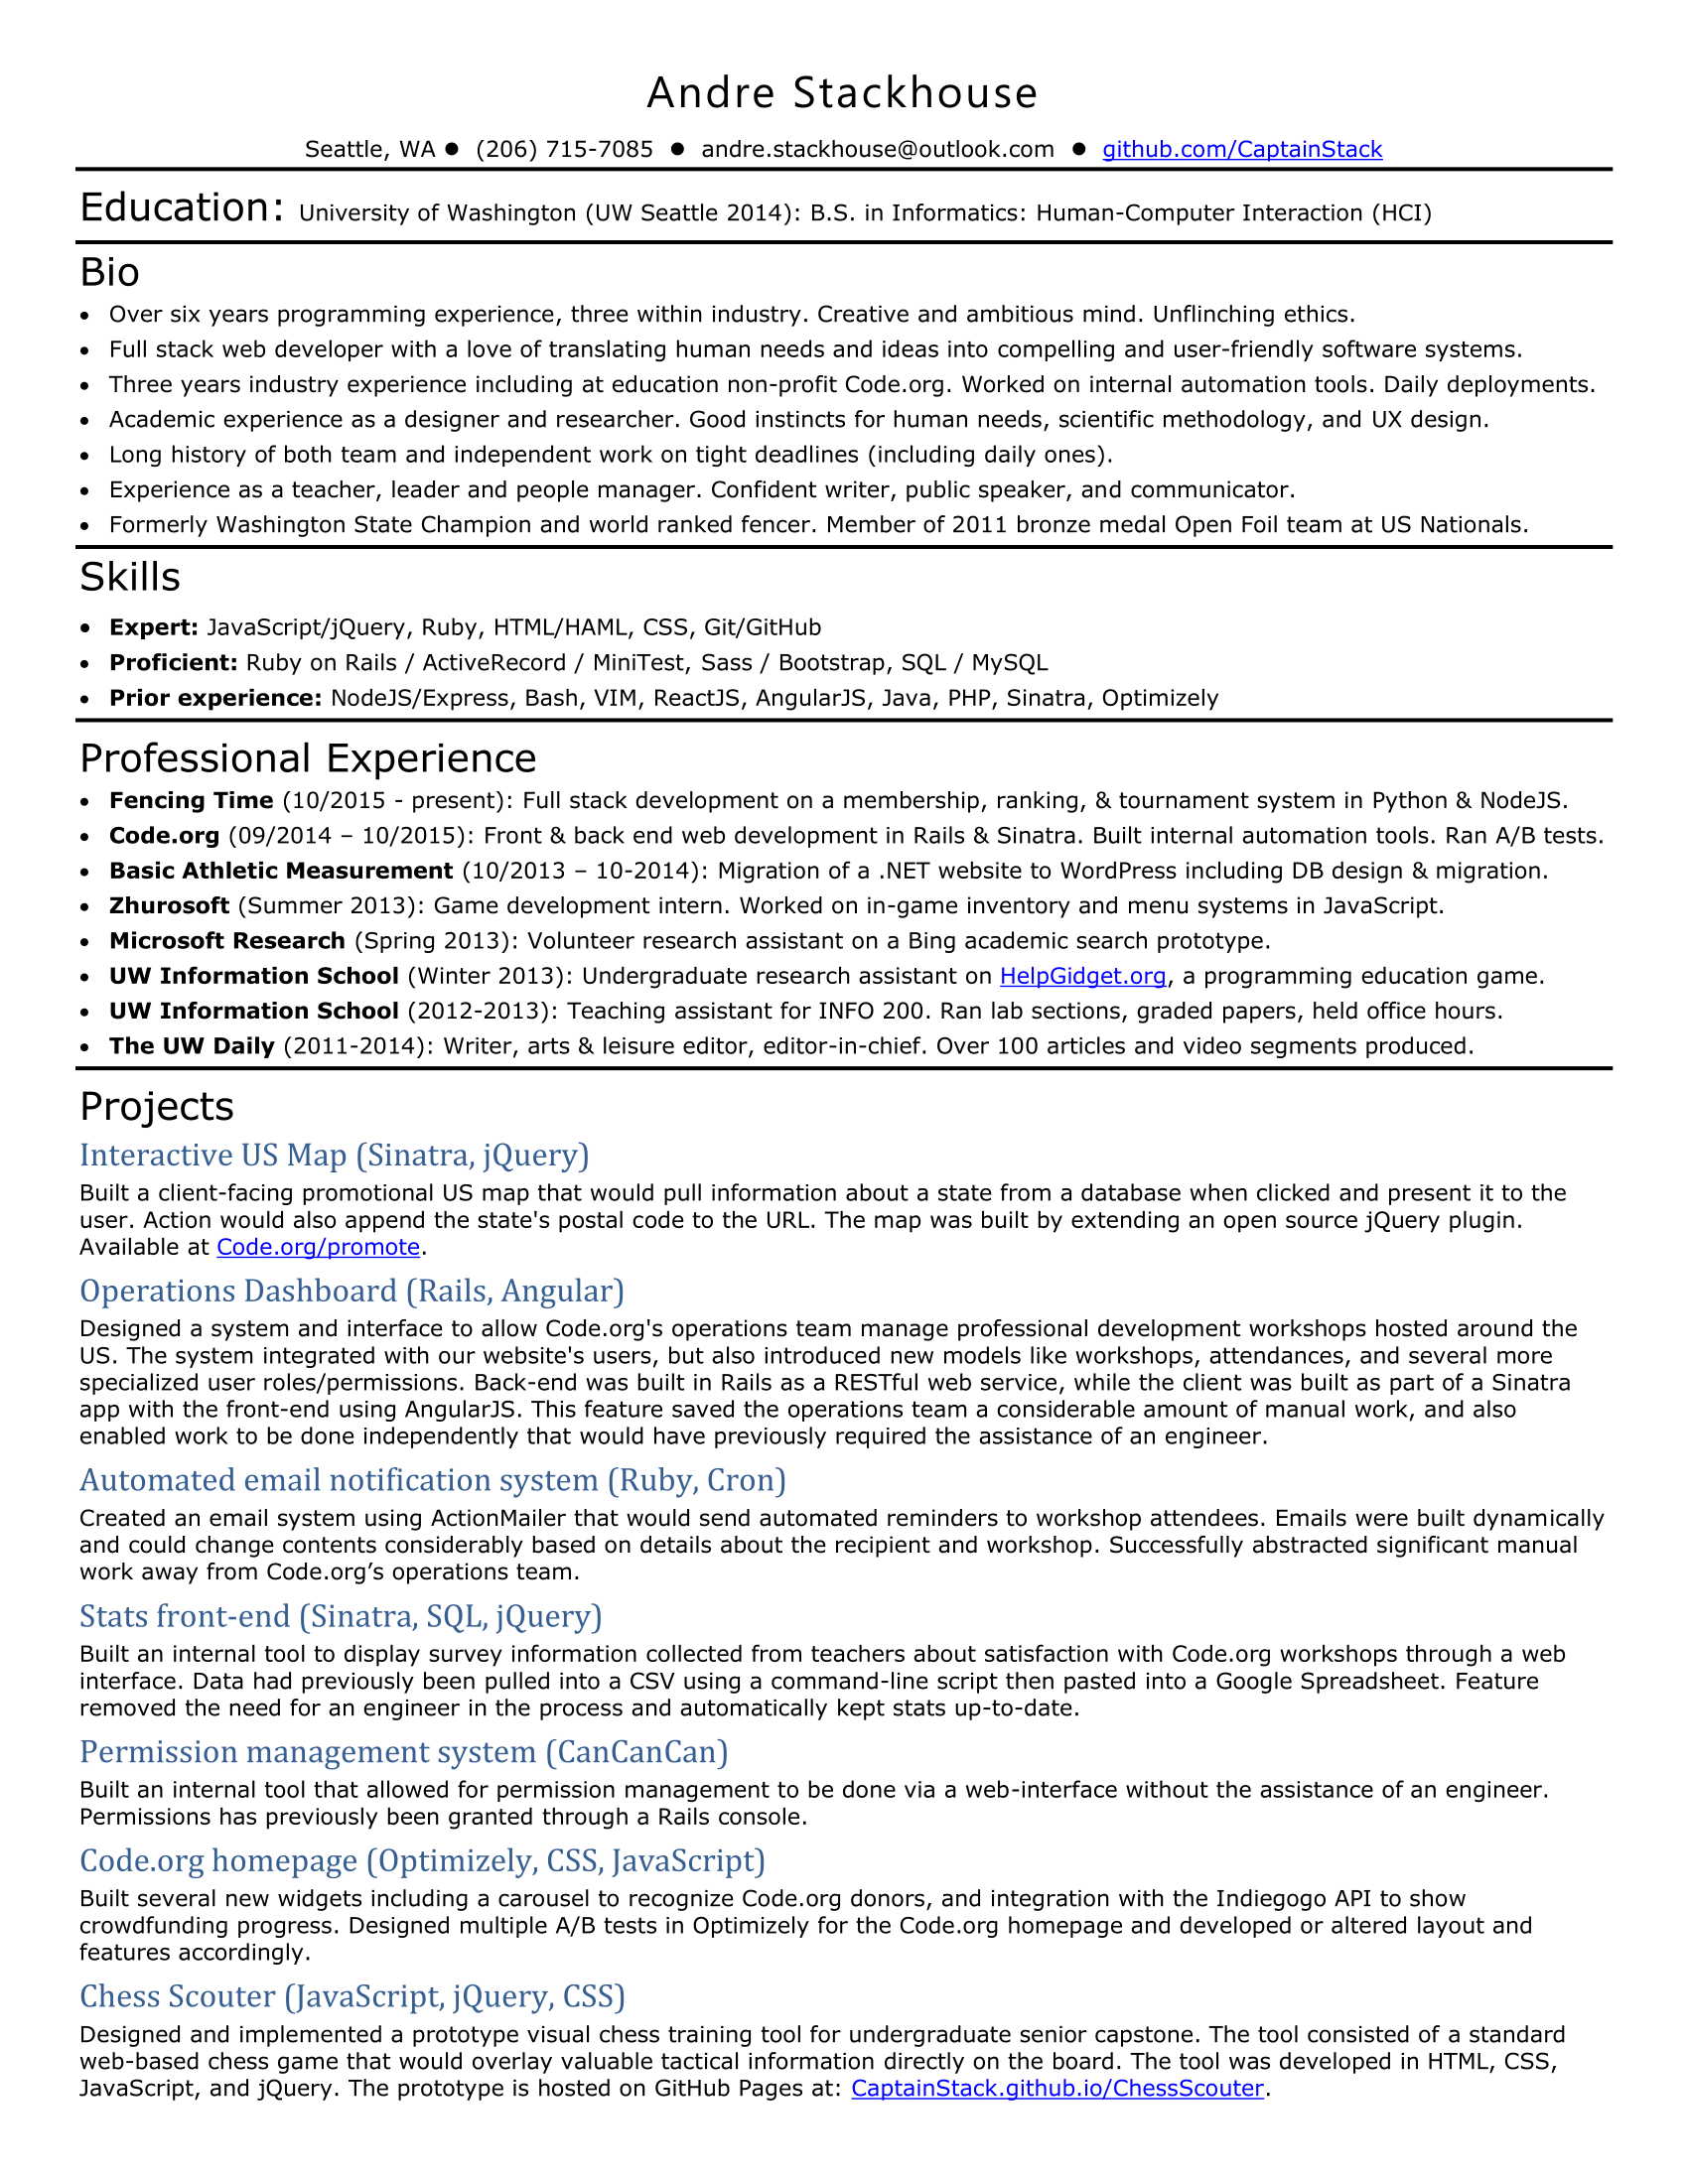 Andre Stackhouse
Seattle, WA ● (206) 715-7085 ● andre.stackhouse@outlook.com ● github.com/CaptainStack
Education: University of Washington (UW Seattle 2014): B.S. in Informatics: Human-Computer Interaction (HCI)
Bio
• Over six years programming experience, three within industry. Creative and ambitious mind. Unflinching ethics.
• Full stack web developer with a love of translating human needs and ideas into compelling and user-friendly software systems.
• Three years industry experience including at education non-profit Code.org. Worked on internal automation tools. Daily deployments.
• Academic experience as a designer and researcher. Good instincts for human needs, scientific methodology, and UX design.
• Long history of both team and independent work on tight deadlines (including daily ones).
• Experience as a teacher, leader and people manager. Confident writer, public speaker, and communicator.
• Formerly Washington State Champion and world ranked fencer. Member of 2011 bronze medal Open Foil team at US Nationals.
Skills
• Expert: JavaScript/jQuery, Ruby, HTML/HAML, CSS, Git/GitHub
• Proficient: Ruby on Rails / ActiveRecord / MiniTest, Sass / Bootstrap, SQL / MySQL
• Prior experience: NodeJS/Express, Bash, VIM, ReactJS, AngularJS, Java, PHP, Sinatra, Optimizely
Professional Experience
• Fencing Time (10/2015 - present): Full stack development on a membership, ranking, & tournament system in Python & NodeJS.
• Code.org (09/2014 – 10/2015): Front & back end web development in Rails & Sinatra. Built internal automation tools. Ran A/B tests.
• Basic Athletic Measurement (10/2013 – 10-2014): Migration of a .NET website to WordPress including DB design & migration.
• Zhurosoft (Summer 2013): Game development intern. Worked on in-game inventory and menu systems in JavaScript.
• Microsoft Research (Spring 2013): Volunteer research assistant on a Bing academic search prototype.
• UW Information School (Winter 2013): Undergraduate research assistant on HelpGidget.org, a programming education game.
• UW Information School (2012-2013): Teaching assistant for INFO 200. Ran lab sections, graded papers, held office hours.
• The UW Daily (2011-2014): Writer, arts & leisure editor, editor-in-chief. Over 100 articles and video segments produced.
Projects
Interactive US Map (Sinatra, jQuery)
Built a client-facing promotional US map that would pull information about a state from a database when clicked and present it to the
user. Action would also append the state's postal code to the URL. The map was built by extending an open source jQuery plugin.
Available at Code.org/promote.
Operations Dashboard (Rails, Angular)
Designed a system and interface to allow Code.org's operations team manage professional development workshops hosted around the
US. The system integrated with our website's users, but also introduced new models like workshops, attendances, and several more
specialized user roles/permissions. Back-end was built in Rails as a RESTful web service, while the client was built as part of a Sinatra
app with the front-end using AngularJS. This feature saved the operations team a considerable amount of manual work, and also
enabled work to be done independently that would have previously required the assistance of an engineer.
Automated email notification system (Ruby, Cron)
Created an email system using ActionMailer that would send automated reminders to workshop attendees. Emails were built dynamically
and could change contents considerably based on details about the recipient and workshop. Successfully abstracted significant manual
work away from Code.org’s operations team.
Stats front-end (Sinatra, SQL, jQuery)
Built an internal tool to display survey information collected from teachers about satisfaction with Code.org workshops through a web
interface. Data had previously been pulled into a CSV using a command-line script then pasted into a Google Spreadsheet. Feature
removed the need for an engineer in the process and automatically kept stats up-to-date.
Permission management system (CanCanCan)
Built an internal tool that allowed for permission management to be done via a web-interface without the assistance of an engineer.
Permissions has previously been granted through a Rails console.
Code.org homepage (Optimizely, CSS, JavaScript)
Built several new widgets including a carousel to recognize Code.org donors, and integration with the Indiegogo API to show
crowdfunding progress. Designed multiple A/B tests in Optimizely for the Code.org homepage and developed or altered layout and
features accordingly.
Chess Scouter (JavaScript, jQuery, CSS)
Designed and implemented a prototype visual chess training tool for undergraduate senior capstone. The tool consisted of a standard
web-based chess game that would overlay valuable tactical information directly on the board. The tool was developed in HTML, CSS,
JavaScript, and jQuery. The prototype is hosted on GitHub Pages at: CaptainStack.github.io/ChessScouter.